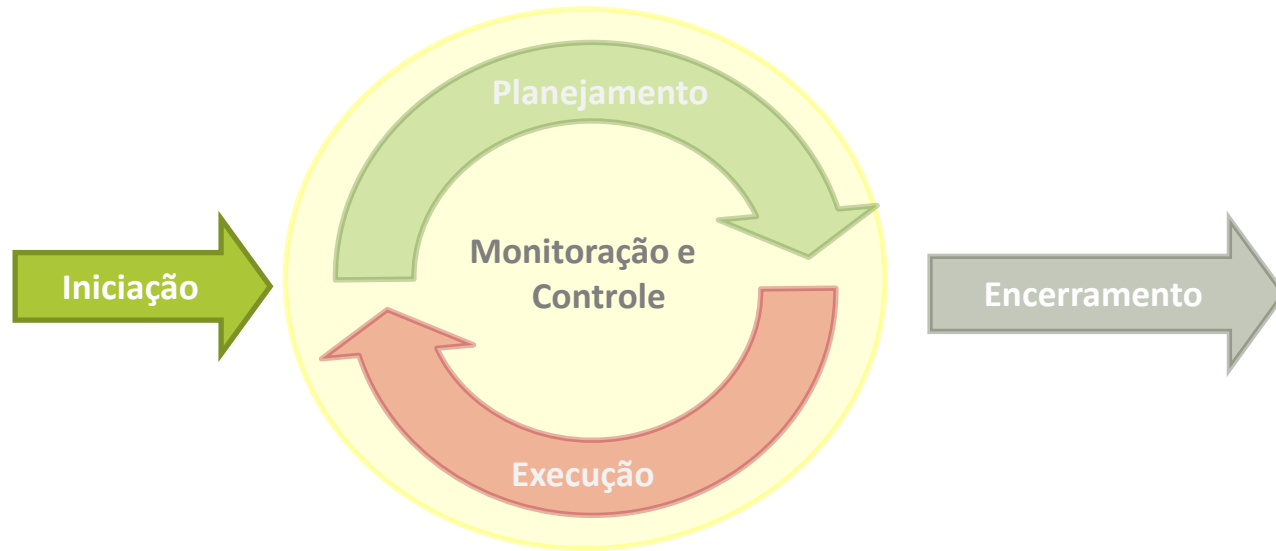 Planejamento
Iniciação
Monitoração e
Controle
Encerramento
Execução